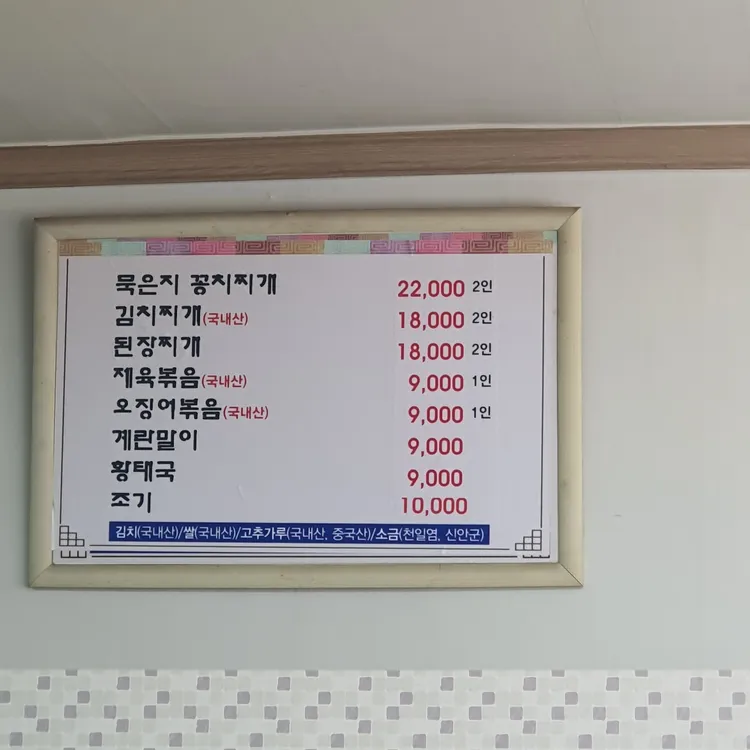 묵은지 꽁치찌개 22,000 2인
김치찌개(국내산) 18,000 2인
된장찌개 18,000 2인
제육볶음(국내산) 9,000 1인
오징어볶음(국내산) 9,000 1인
계란말이 9,000
황태국 9,000
조기 10,000
김치(국내산)/쌀(국내산)/고추가루(국내산, 중국산)/소금(천일염, 신안군)